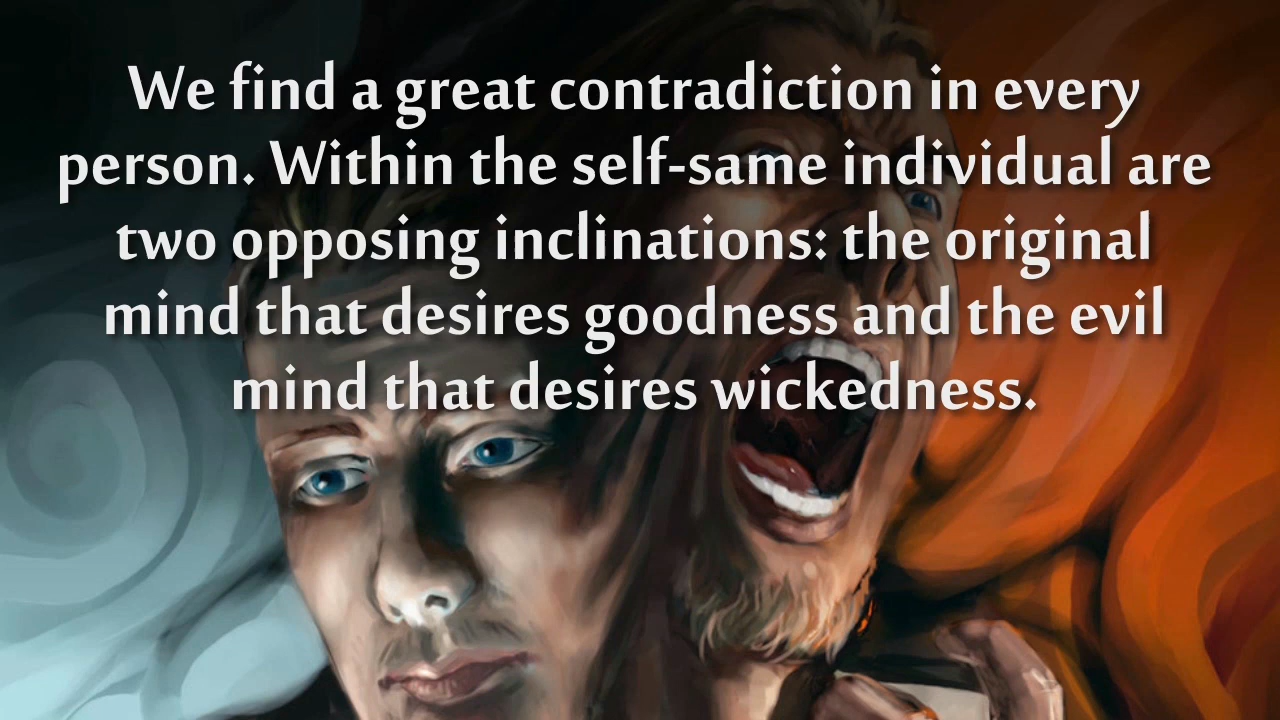 We find a great contradiction in every
person. Within the self-same individual are
two opposing inclinations: the original
mind that desires goodness and the evil
mind that desires wickedness.